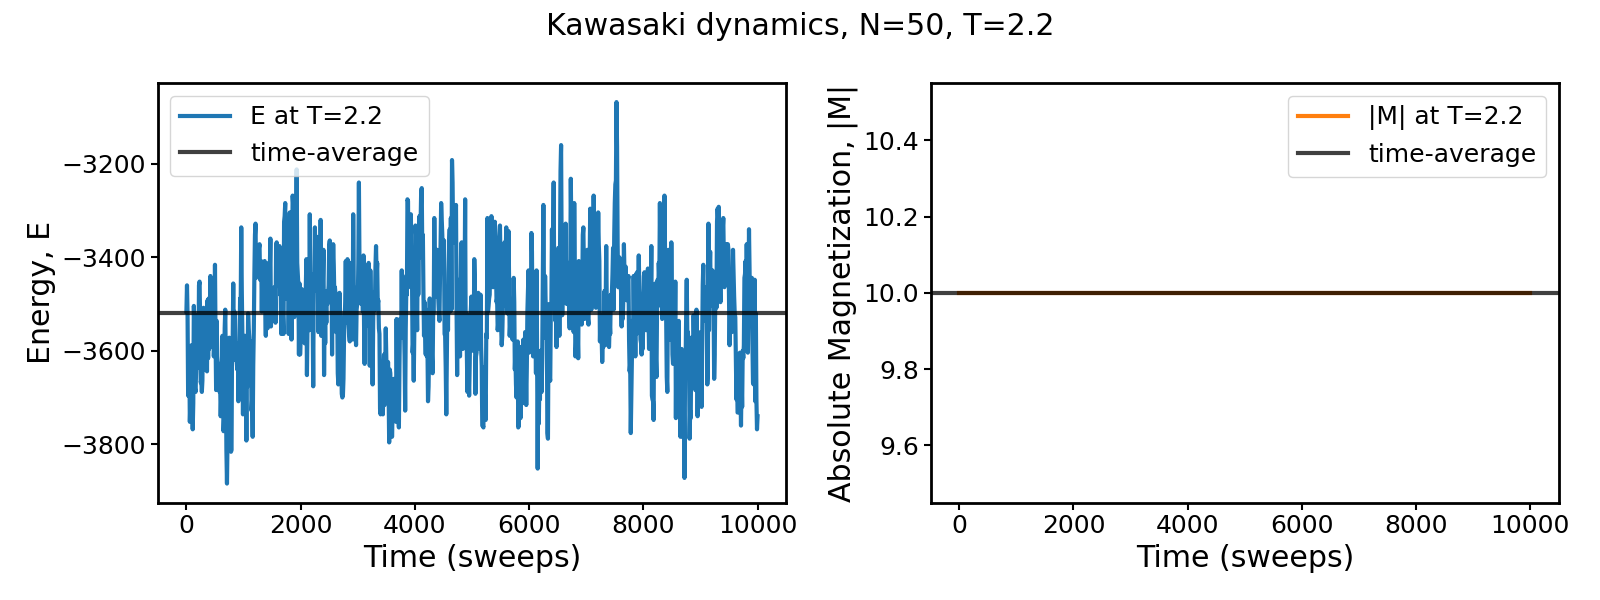 Kawasaki dynamics, N=50, T=2.2
E at T=2.2
time-average
−3200
−3400
−3600
−3800
Energy, E
0 2000 4000 6000 8000 10000
Time (sweeps)
|M| at T=2.2
time-average
10.4
10.2
10.0
9.8
9.6
Absolute Magnetization, |M|
0 2000 4000 6000 8000 10000
Time (sweeps)